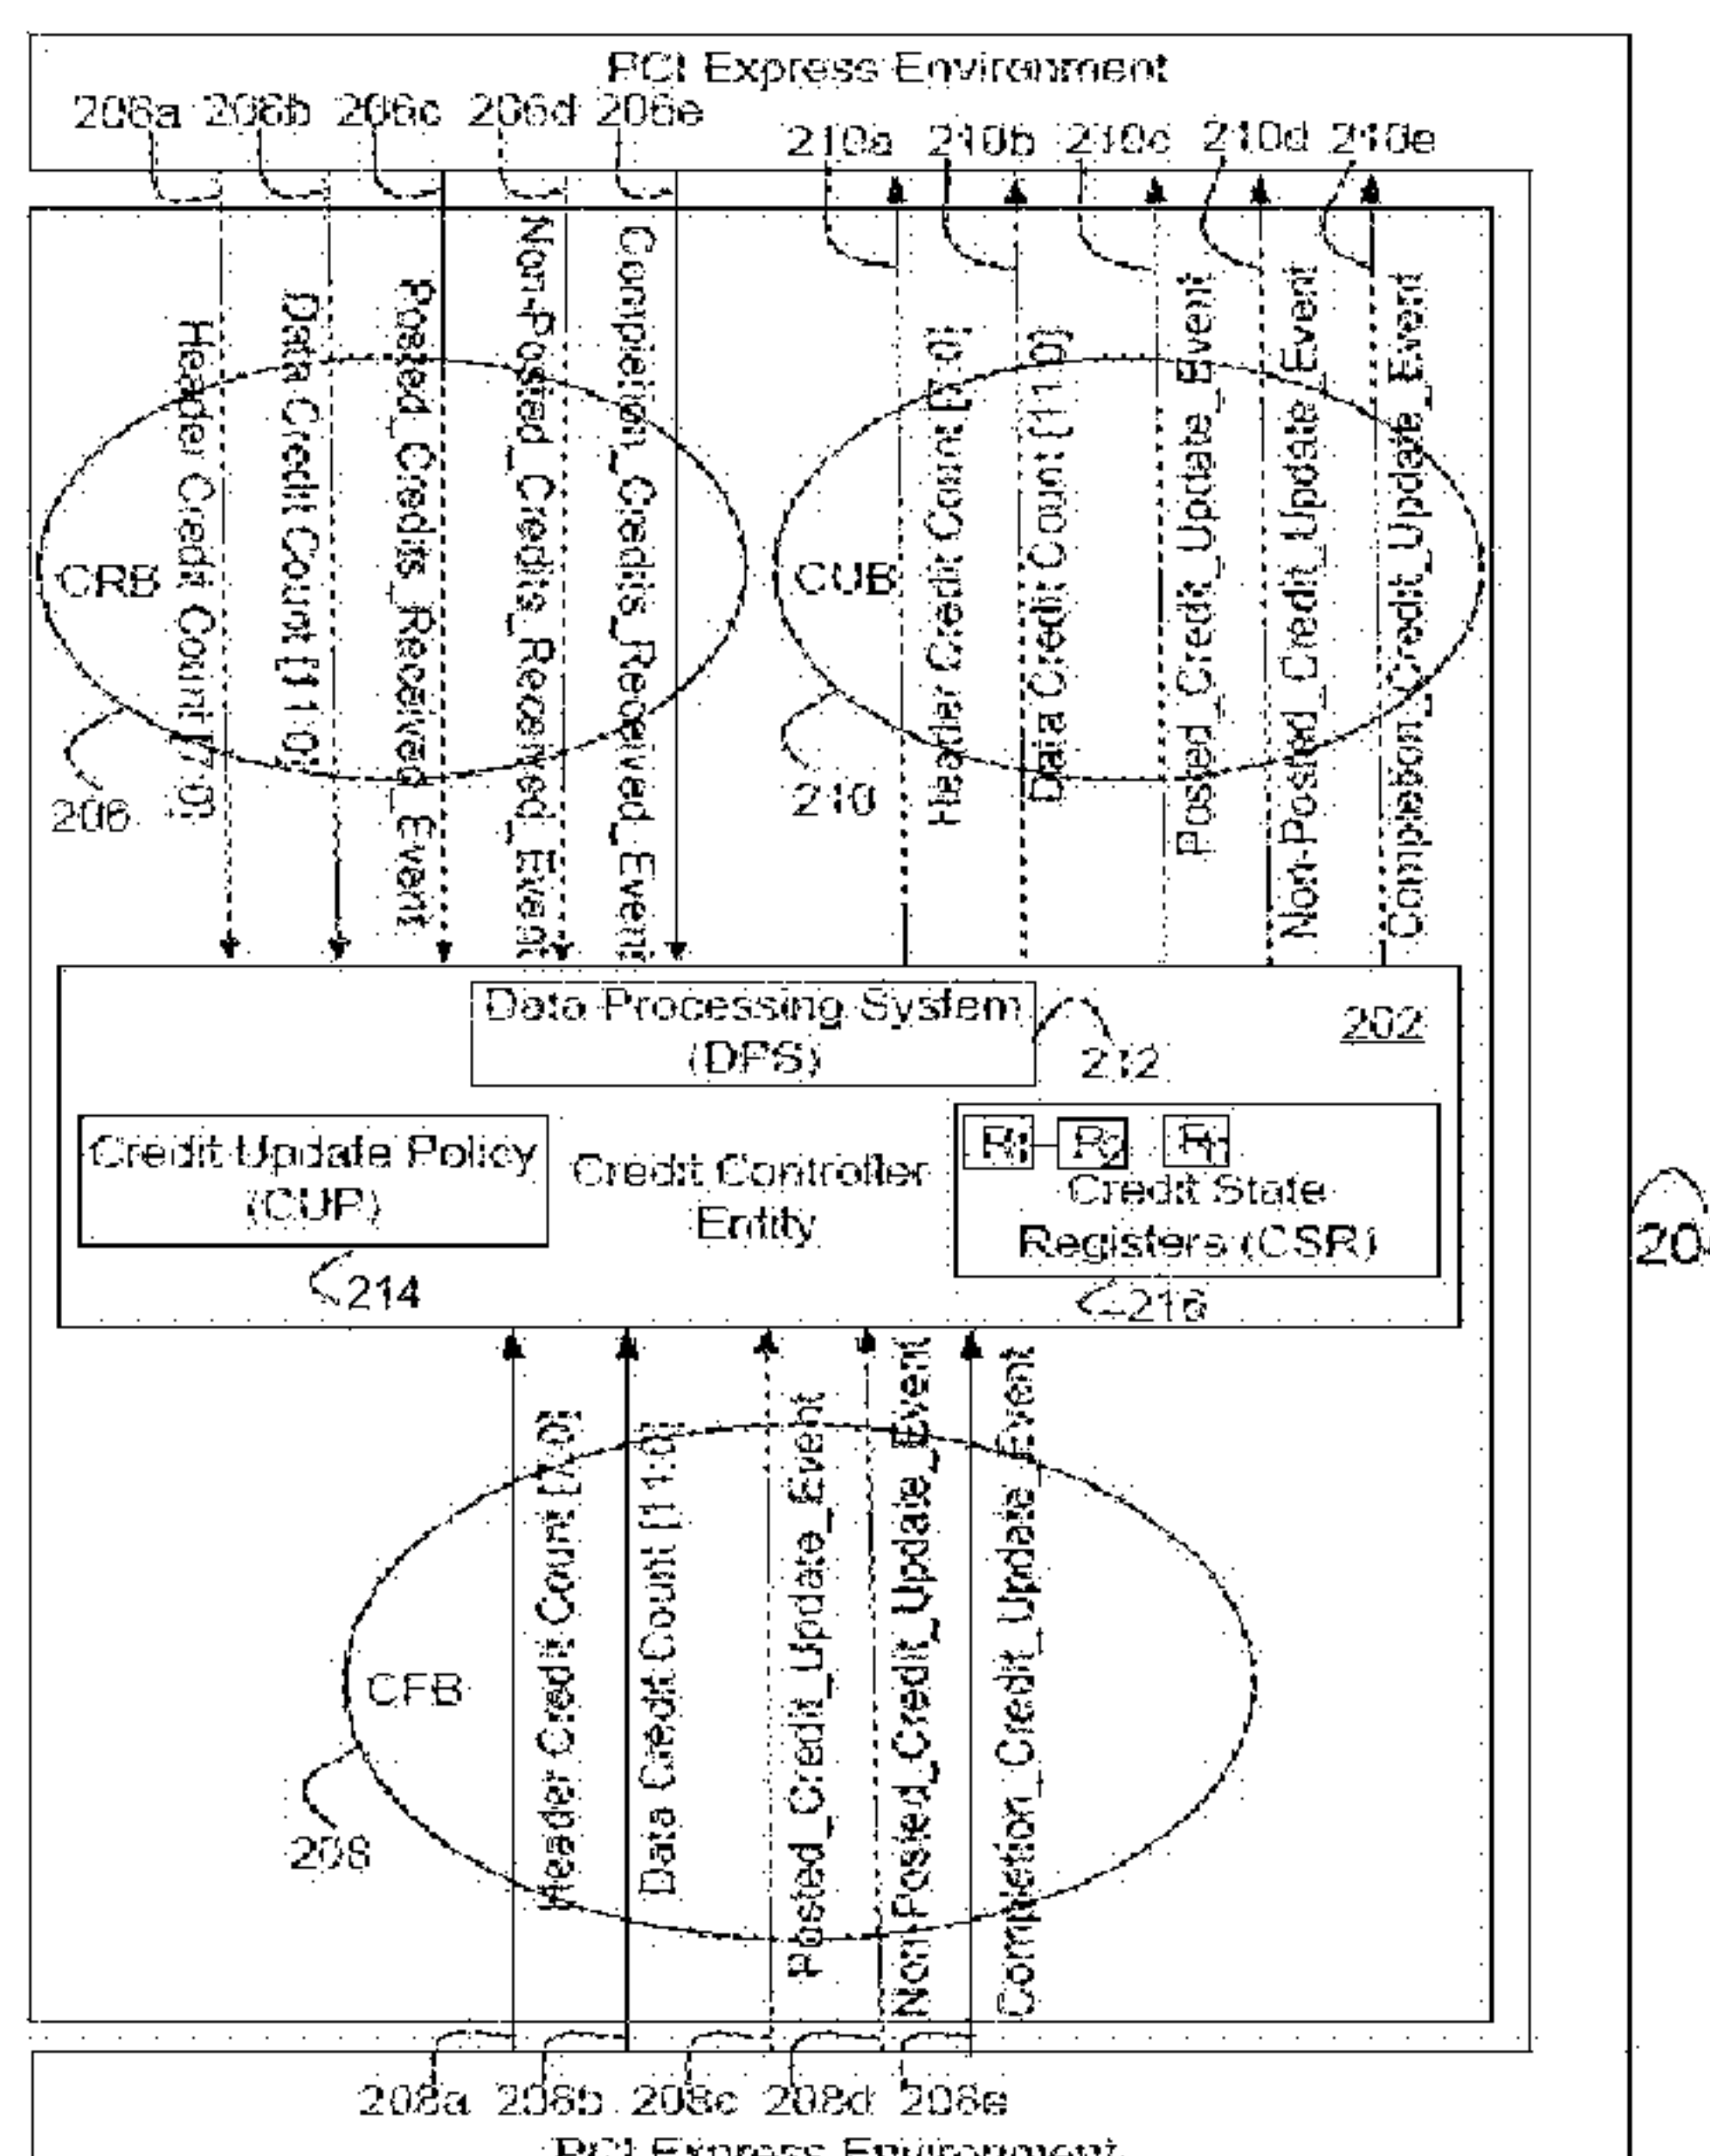 PCI Express Environment
206a 206b 206c 206d 206e
210a 210b 210c 210d 210e
Header Credit Count [7:0]
Data Credit Count [11:0]
Posted_Credits_Received_Event
Non-Posted_Credits_Received_Event
Completion_Credits_Received_Event
Header Credit Count [7:0]
Data Credit Count [11:0]
Posted_Credit_Update_Event
Non-Posted_Credit_Update_Event
Completion_Credit_Update_Event
CRB
CUB
206
210
Data Processing System
(DPS)
202
212
Credit Update Policy
(CUP)
Credit Controller
Entity
R1 R2 Rn
Credit State
Registers (CSR)
214
216
Header Credit Count [7:0]
Data Credit Count [11:0]
Posted_Credit_Update_Event
Non-Posted_Credit_Update_Event
Completion_Credit_Update_Event
CFB
208
208a 208b 208c 208d 208e
PCI Express Environment